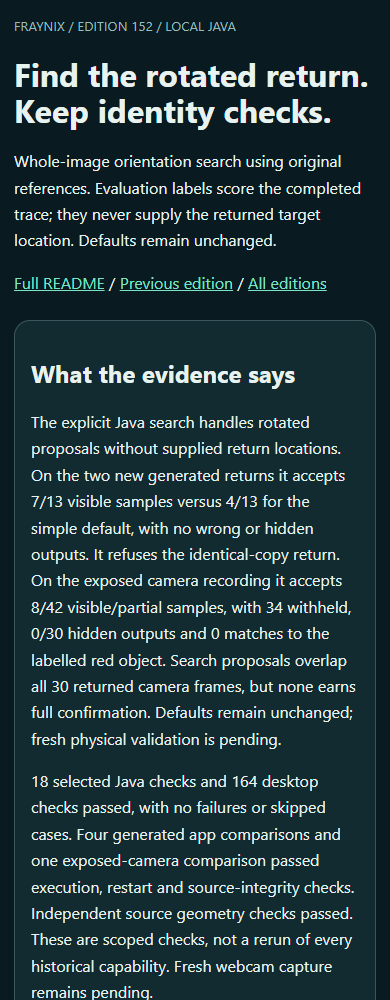 FRAYNIX / EDITION 152 / LOCAL JAVA
Find the rotated return.
Keep identity checks.
Whole-image orientation search using original
references. Evaluation labels score the completed
trace; they never supply the returned target
location. Defaults remain unchanged.
Full README / Previous edition / All editions
What the evidence says
The explicit Java search handles rotated
proposals without supplied return locations.
On the two new generated returns it accepts
7/13 visible samples versus 4/13 for the
simple default, with no wrong or hidden
outputs. It refuses the identical-copy return.
On the exposed camera recording it accepts
8/42 visible/partial samples, with 34 withheld,
0/30 hidden outputs and 0 matches to the
labelled red object. Search proposals overlap
all 30 returned camera frames, but none earns
full confirmation. Defaults remain unchanged;
fresh physical validation is pending.
18 selected Java checks and 164 desktop
checks passed, with no failures or skipped
cases. Four generated app comparisons and
one exposed-camera comparison passed
execution, restart and source-integrity checks.
Independent source geometry checks passed.
These are scoped checks, not a rerun of every
historical capability. Fresh webcam capture
remains pending.